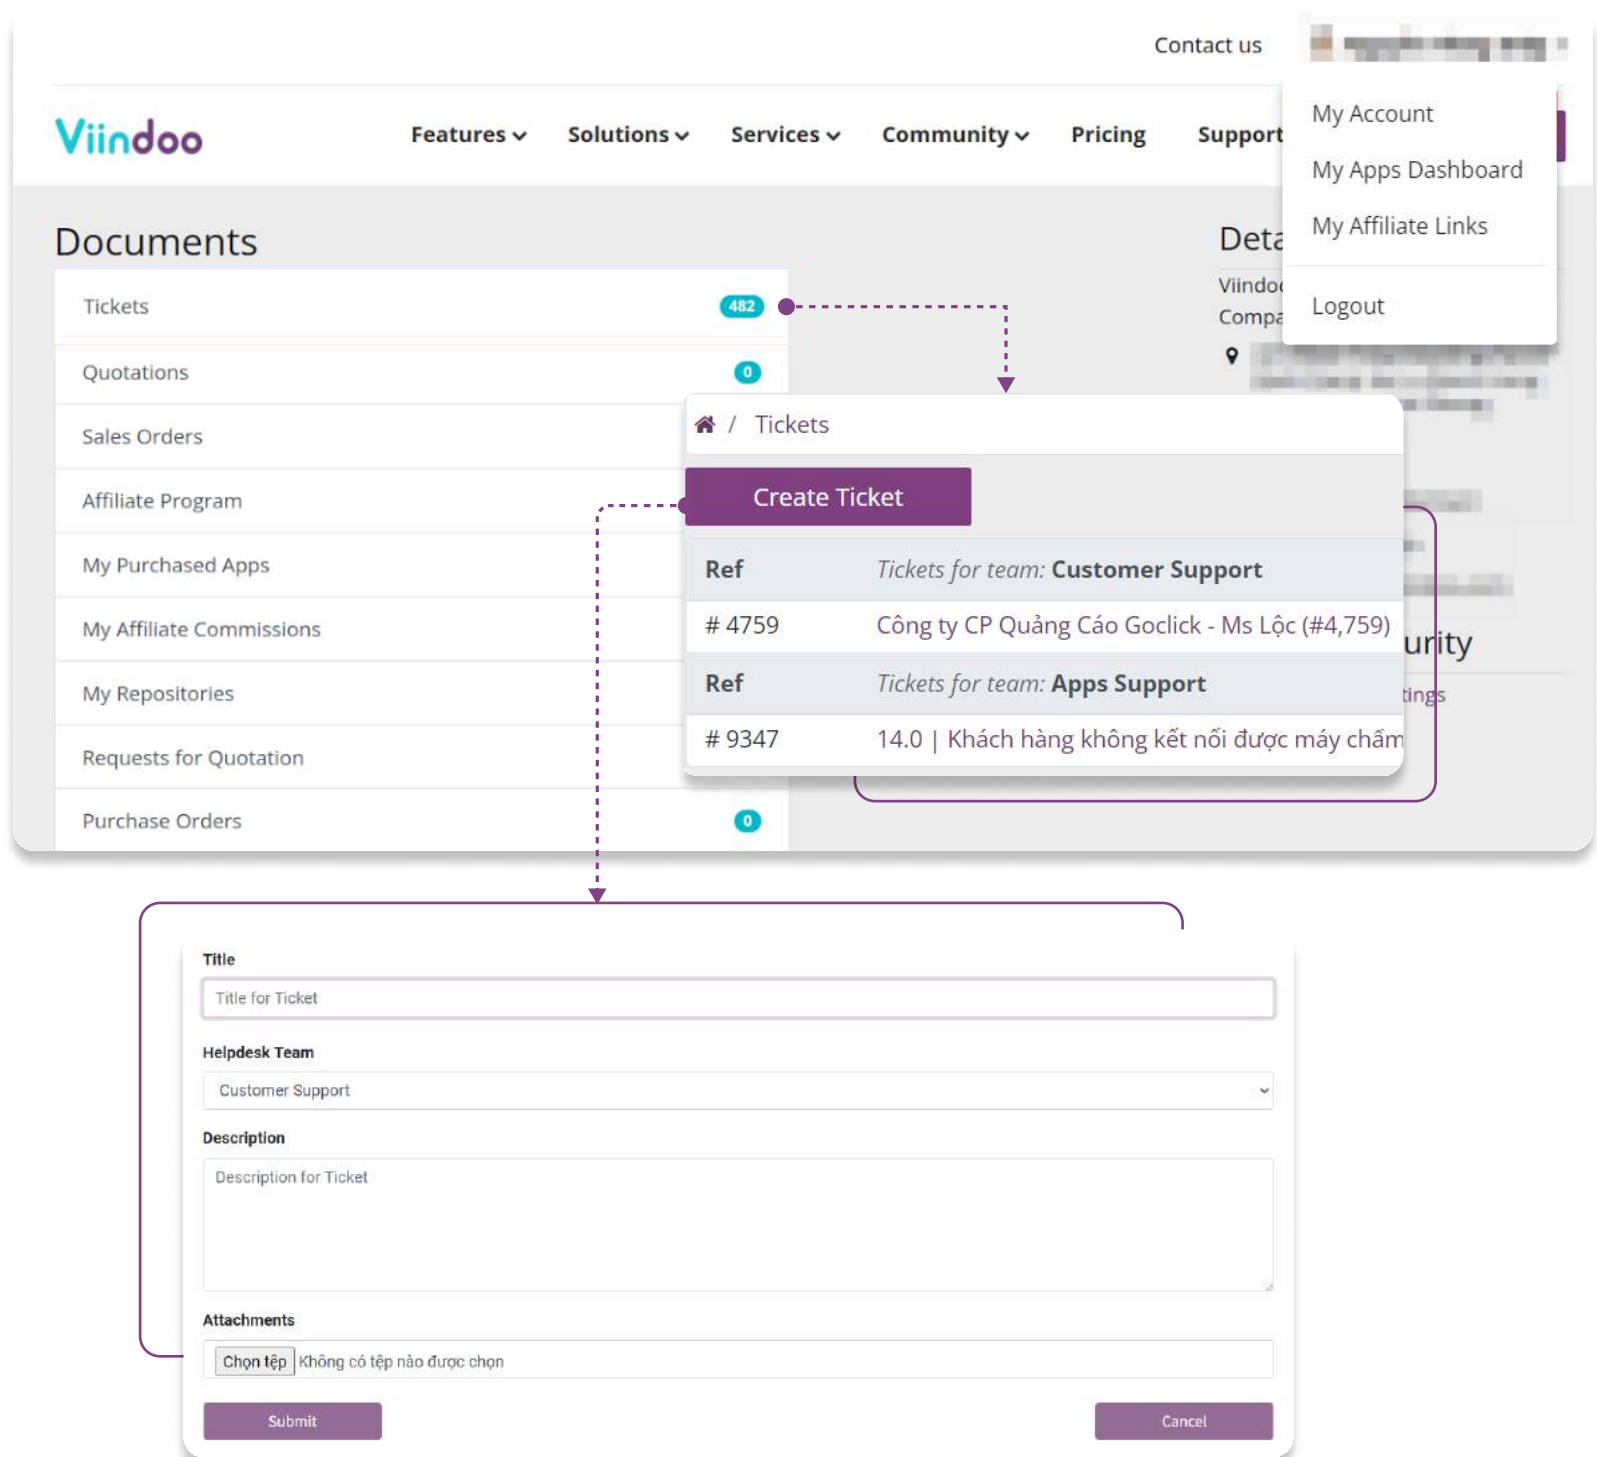 Contact us
My Account
Viindoo
Features
Solutions
Services
Community
Pricing
Support
My Apps Dashboard
My Affiliate Links
Logout
Documents
Tickets
482
Quotations
0
Sales Orders
Affiliate Program
My Purchased Apps
My Affiliate Commissions
My Repositories
Requests for Quotation
Purchase Orders
0
/ Tickets
Create Ticket
Ref Tickets for team: Customer Support
# 4759 Công ty CP Quảng Cáo Goclick - Ms Lộc (#4,759)
Ref Tickets for team: Apps Support
# 9347 14.0 | Khách hàng không kết nối được máy chấm
Title
Title for Ticket
Helpdesk Team
Customer Support
Description
Description for Ticket
Attachments
Chọn tệp Không có tệp nào được chọn
Submit
Cancel